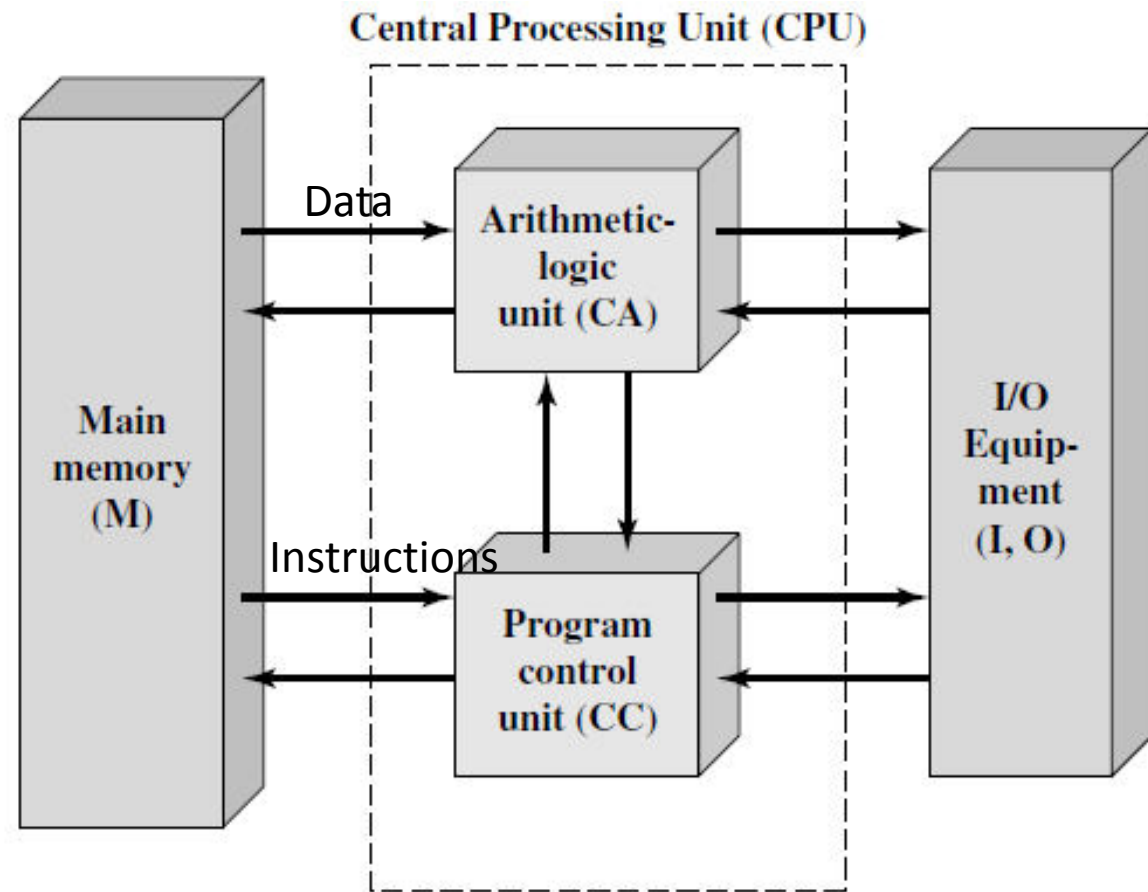 Central Processing Unit (CPU)
Data
Arithmetic-
logic
unit (CA)
Main
memory
(M)
I/O
Equip-
ment
(I, O)
Instructions
Program
control
unit (CC)